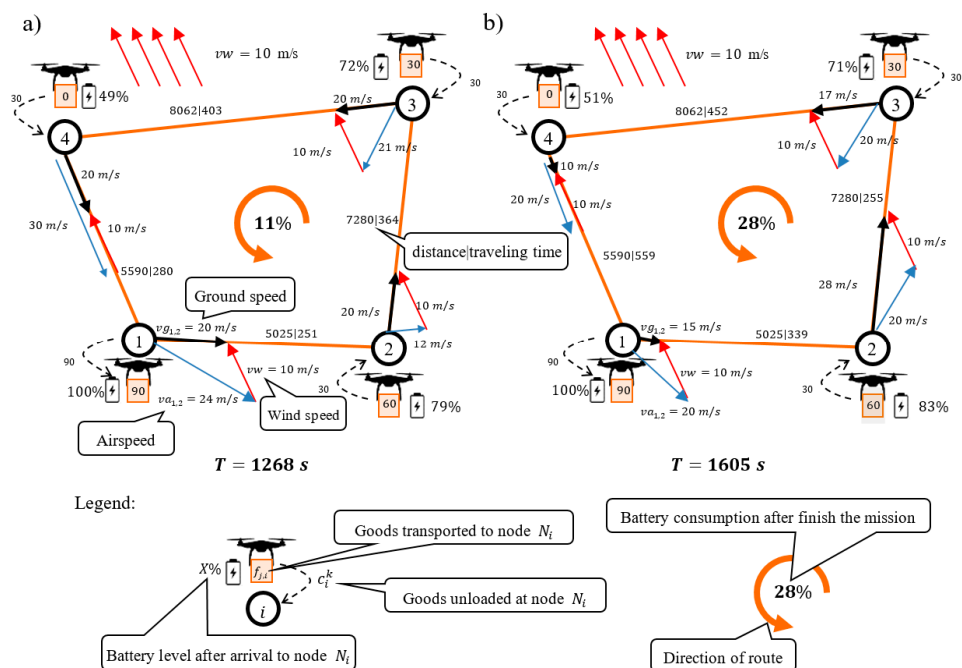 a)
vw = 10 m/s
72%
30
30
0
49%
30
8062|403
20 m/s
3
4
10 m/s
21 m/s
20 m/s
30 m/s
10 m/s
11%
7280|364
distance|traveling time
5590|280
Ground speed
20 m/s
10 m/s
1
vg₁,₂ = 20 m/s
5025|251
2
12 m/s
90
100%
90
va₁,₂ = 24 m/s
vw = 10 m/s
Wind speed
Airspeed
30
60
79%
T = 1268 s
b)
vw = 10 m/s
71%
30
30
0
51%
30
8062|452
17 m/s
3
4
10 m/s
20 m/s
10 m/s
20 m/s
10 m/s
28%
7280|255
10 m/s
5590|559
28 m/s
20 m/s
1
vg₁,₂ = 15 m/s
5025|339
2
90
100%
90
vw = 10 m/s
va₁,₂ = 20 m/s
30
60
83%
T = 1605 s
Legend:
Goods transported to node Nᵢ
X%
fⱼ,ᵢ
cᵢᵏ
i
Goods unloaded at node Nᵢ
Battery level after arrival to node Nᵢ
Battery consumption after finish the mission
28%
Direction of route